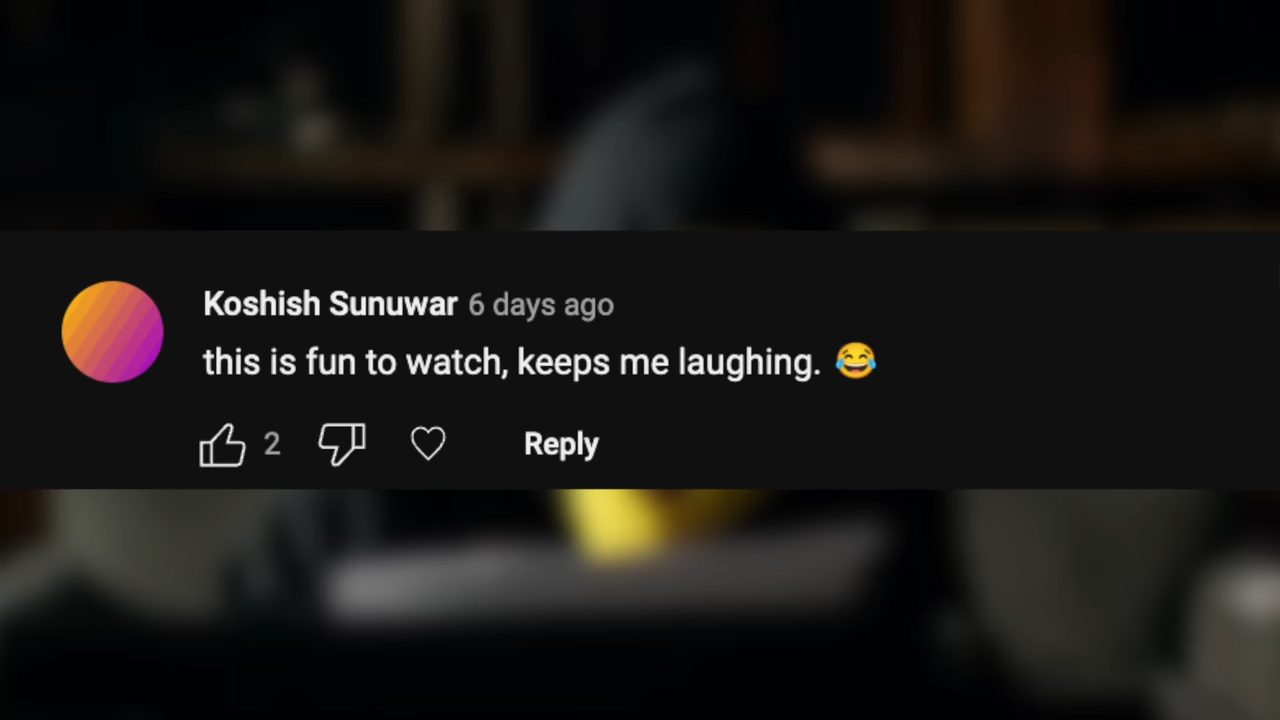 Koshish Sunuwar 6 days ago
this is fun to watch, keeps me laughing. 😂
2 Reply